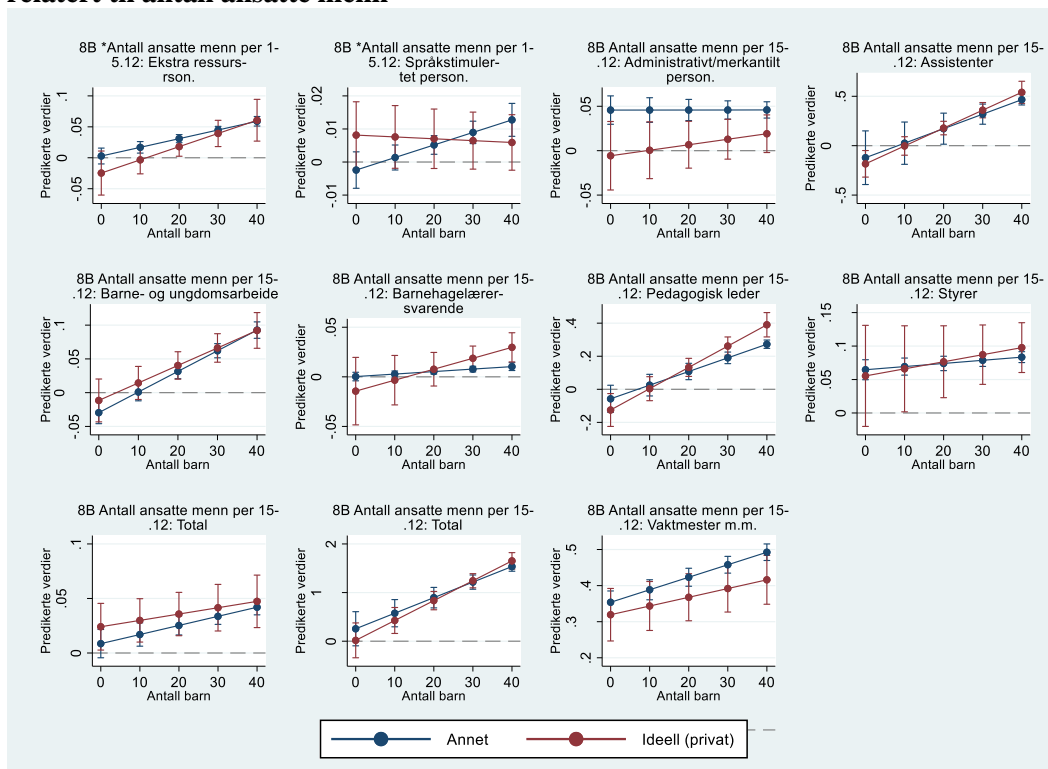 8B *Antall ansatte menn per 1-
5.12: Ekstra ressurs-
rson.
Predikerte verdier
.1
.05
0
-.05
0 10 20 30 40
Antall barn
8B *Antall ansatte menn per 1-
5.12: Språkstimuler-
tet person.
Predikerte verdier
.02
.01
0
-.01
0 10 20 30 40
Antall barn
8B Antall ansatte menn per 15-
.12: Administrativt/merkantilt
person.
Predikerte verdier
.05
0
-.05
0 10 20 30 40
Antall barn
8B Antall ansatte menn per 15-
.12: Assistenter
Predikerte verdier
.5
0
-.5
0 10 20 30 40
Antall barn
8B Antall ansatte menn per 15-
.12: Barne- og ungdomsarbeide
Predikerte verdier
.1
.05
0
-.05
0 10 20 30 40
Antall barn
8B Antall ansatte menn per 15-
.12: Barnehagelærer-
svarende
Predikerte verdier
.05
0
-.05
0 10 20 30 40
Antall barn
8B Antall ansatte menn per 15-
.12: Pedagogisk leder
Predikerte verdier
.4
.2
0
-.2
0 10 20 30 40
Antall barn
8B Antall ansatte menn per 15-
.12: Styrer
Predikerte verdier
.15
.1
.05
0
0 10 20 30 40
Antall barn
8B Antall ansatte menn per 15-
.12: Total
Predikerte verdier
.1
.05
0
0 10 20 30 40
Antall barn
8B Antall ansatte menn per 15-
.12: Total
Predikerte verdier
2
1
0
0 10 20 30 40
Antall barn
8B Antall ansatte menn per 15-
.12: Vaktmester m.m.
Predikerte verdier
.5
.4
.3
.2
0 10 20 30 40
Antall barn
Annet Ideell (privat)